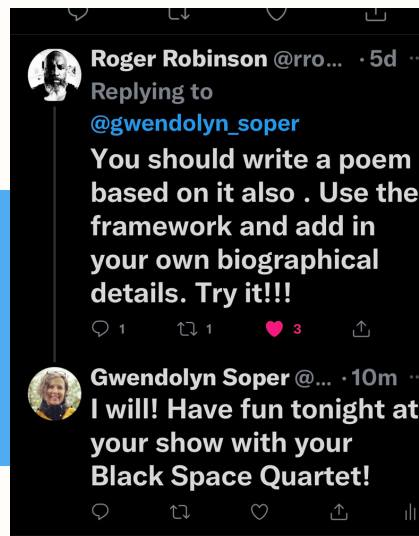 Roger Robinson @rro... · 5d ...
Replying to
@gwendolyn_soper
You should write a poem
based on it also . Use the
framework and add in
your own biographical
details. Try it!!!
1 1 3
Gwendolyn Soper @... · 10m ...
I will! Have fun tonight at
your show with your
Black Space Quartet!